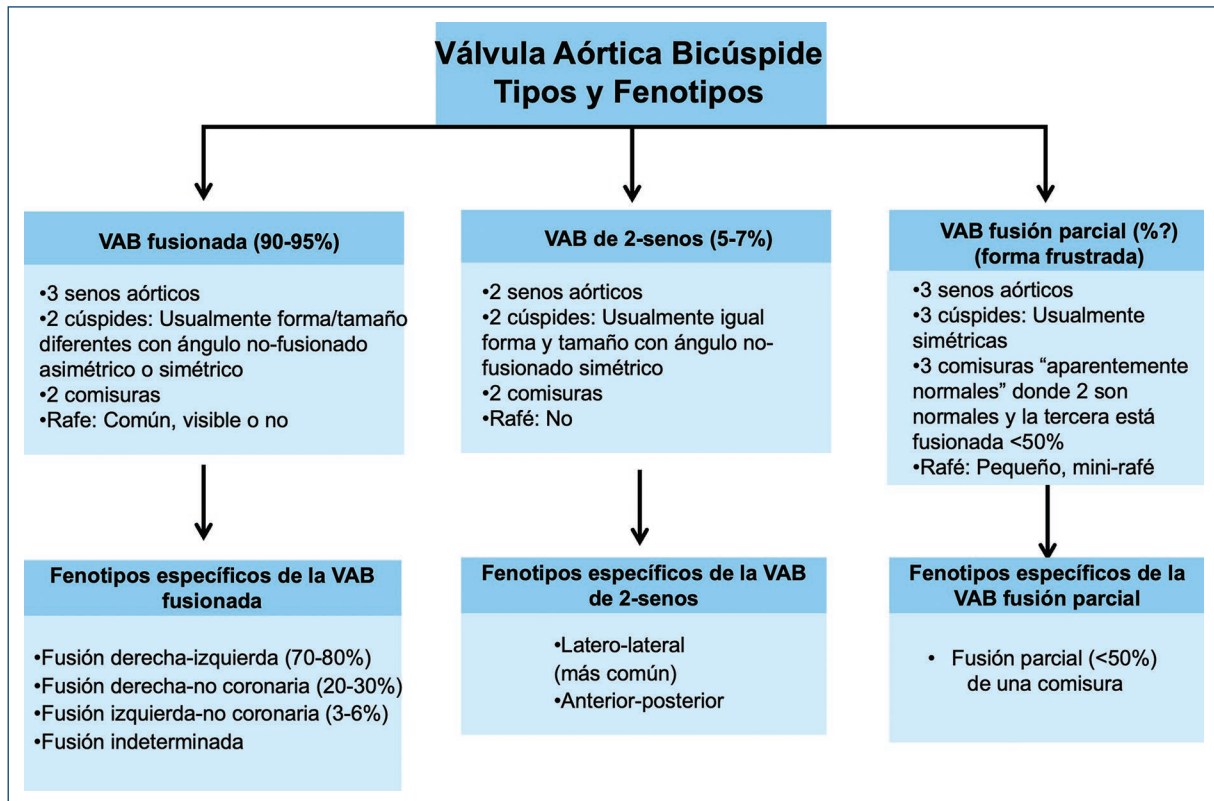 Válvula Aórtica Bicúspide
Tipos y Fenotipos
VAB fusionada (90-95%)
•3 senos aórticos
•2 cúspides: Usualmente forma/tamaño
diferentes con ángulo no-fusionado
asimétrico o simétrico
•2 comisuras
•Rafe: Común, visible o no
VAB de 2-senos (5-7%)
•2 senos aórticos
•2 cúspides: Usualmente igual
forma y tamaño con ángulo no-
fusionado simétrico
•2 comisuras
•Rafé: No
VAB fusión parcial (%?)
(forma frustrada)
•3 senos aórticos
•3 cúspides: Usualmente
simétricas
•3 comisuras “aparentemente
normales” donde 2 son
normales y la tercera está
fusionada <50%
•Rafé: Pequeño, mini-rafé
Fenotipos específicos de la VAB
fusionada
•Fusión derecha-izquierda (70-80%)
•Fusión derecha-no coronaria (20-30%)
•Fusión izquierda-no coronaria (3-6%)
•Fusión indeterminada
Fenotipos específicos de la VAB
de 2-senos
•Latero-lateral
(más común)
•Anterior-posterior
Fenotipos específicos de la
VAB fusión parcial
• Fusión parcial (<50%)
de una comisura